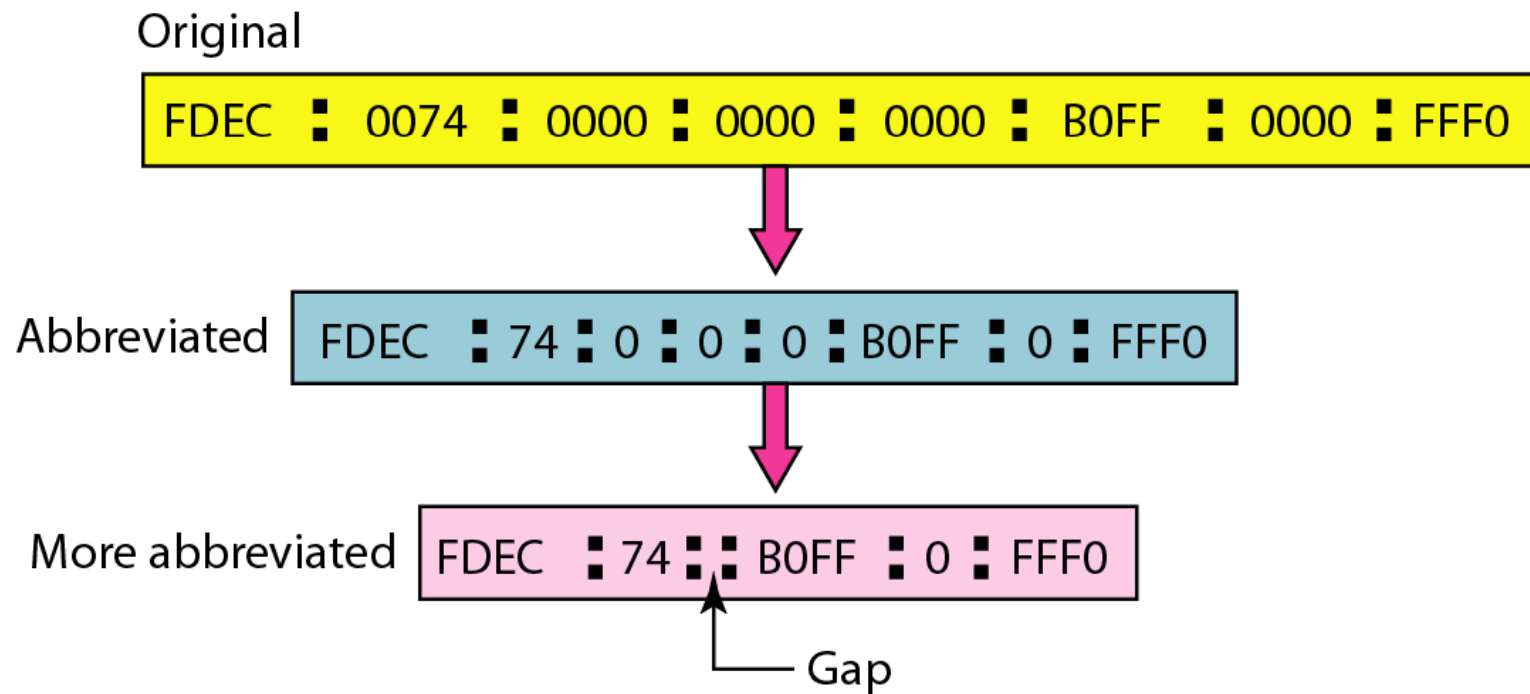 Original
FDEC : 0074 : 0000 : 0000 : 0000 : B0FF : 0000 : FFF0
Abbreviated FDEC : 74 : 0 : 0 : 0 : B0FF : 0 : FFF0
More abbreviated FDEC : 74 : : B0FF : 0 : FFF0
Gap